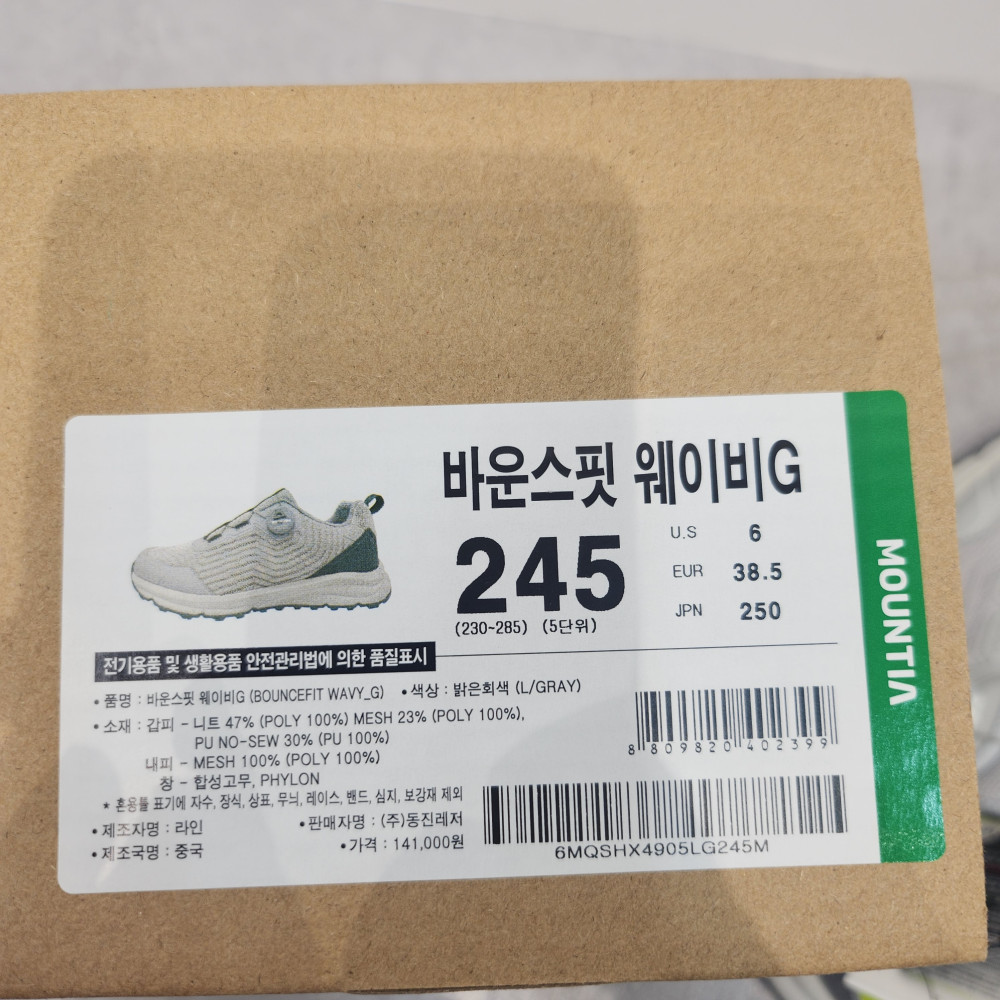 바운스핏 웨이비G
245
(230~285) (5단위)
U.S 6
EUR 38.5
JPN 250
MOUNTIA
전기용품 및 생활용품 안전관리법에 의한 품질표시
• 품명 : 바운스핏 웨이비G (BOUNCEFIT WAVY_G) • 색상 : 밝은회색 (L/GRAY)
• 소재 : 갑피 - 니트 47% (POLY 100%) MESH 23% (POLY 100%),
PU NO-SEW 30% (PU 100%)
내피 - MESH 100% (POLY 100%)
창 - 합성고무, PHYLON
* 혼용률 표기에 자수, 장식, 상표, 무늬, 레이스, 밴드, 심지, 보강재 제외
• 제조자명 : 라인 • 판매자명 : (주)동진레저
• 제조국명 : 중국 • 가격 : 141,000원
8 809820 402399
6MQSHX4905LG245M